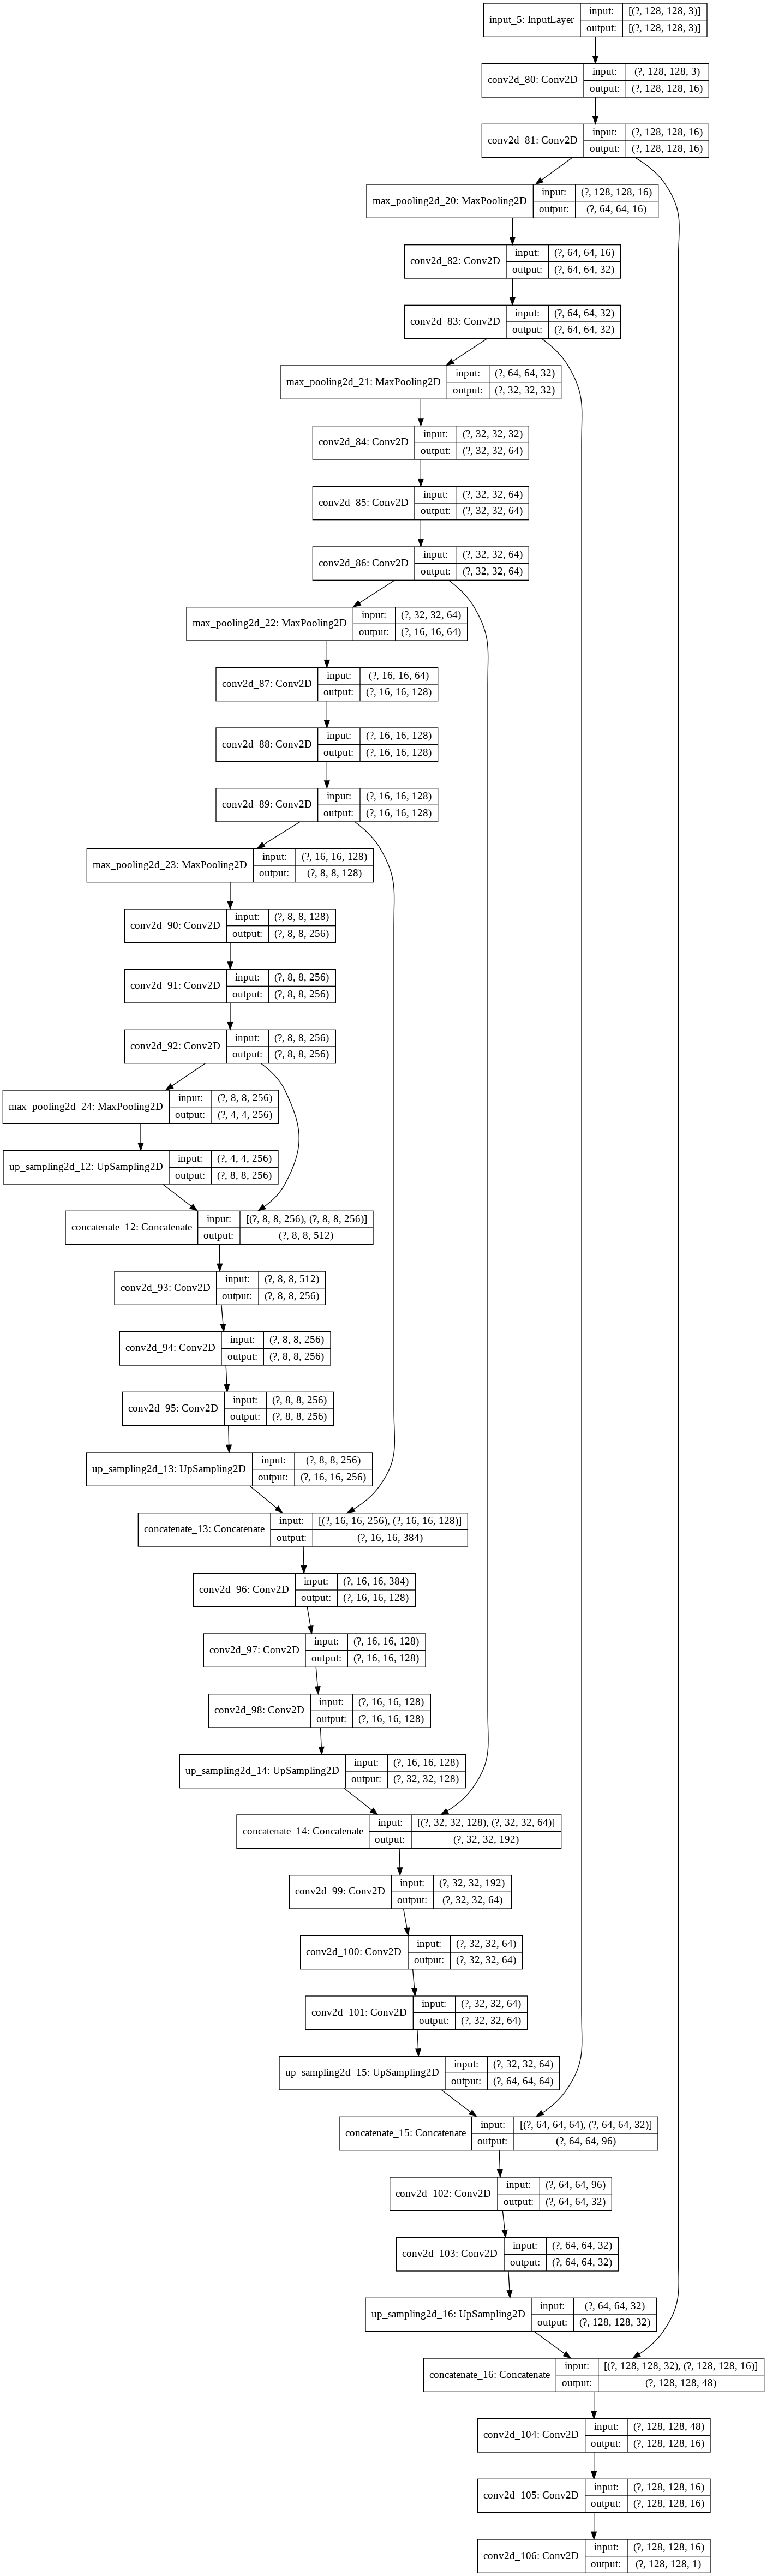 input_5: InputLayer
input: [(?, 128, 128, 3)]
output: [(?, 128, 128, 3)]
conv2d_80: Conv2D
input: (?, 128, 128, 3)
output: (?, 128, 128, 16)
conv2d_81: Conv2D
input: (?, 128, 128, 16)
output: (?, 128, 128, 16)
max_pooling2d_20: MaxPooling2D
input: (?, 128, 128, 16)
output: (?, 64, 64, 16)
conv2d_82: Conv2D
input: (?, 64, 64, 16)
output: (?, 64, 64, 32)
conv2d_83: Conv2D
input: (?, 64, 64, 32)
output: (?, 64, 64, 32)
max_pooling2d_21: MaxPooling2D
input: (?, 64, 64, 32)
output: (?, 32, 32, 32)
conv2d_84: Conv2D
input: (?, 32, 32, 32)
output: (?, 32, 32, 64)
conv2d_85: Conv2D
input: (?, 32, 32, 64)
output: (?, 32, 32, 64)
conv2d_86: Conv2D
input: (?, 32, 32, 64)
output: (?, 32, 32, 64)
max_pooling2d_22: MaxPooling2D
input: (?, 32, 32, 64)
output: (?, 16, 16, 64)
conv2d_87: Conv2D
input: (?, 16, 16, 64)
output: (?, 16, 16, 128)
conv2d_88: Conv2D
input: (?, 16, 16, 128)
output: (?, 16, 16, 128)
conv2d_89: Conv2D
input: (?, 16, 16, 128)
output: (?, 16, 16, 128)
max_pooling2d_23: MaxPooling2D
input: (?, 16, 16, 128)
output: (?, 8, 8, 128)
conv2d_90: Conv2D
input: (?, 8, 8, 128)
output: (?, 8, 8, 256)
conv2d_91: Conv2D
input: (?, 8, 8, 256)
output: (?, 8, 8, 256)
conv2d_92: Conv2D
input: (?, 8, 8, 256)
output: (?, 8, 8, 256)
max_pooling2d_24: MaxPooling2D
input: (?, 8, 8, 256)
output: (?, 4, 4, 256)
up_sampling2d_12: UpSampling2D
input: (?, 4, 4, 256)
output: (?, 8, 8, 256)
concatenate_12: Concatenate
input: [(?, 8, 8, 256), (?, 8, 8, 256)]
output: (?, 8, 8, 512)
conv2d_93: Conv2D
input: (?, 8, 8, 512)
output: (?, 8, 8, 256)
conv2d_94: Conv2D
input: (?, 8, 8, 256)
output: (?, 8, 8, 256)
conv2d_95: Conv2D
input: (?, 8, 8, 256)
output: (?, 8, 8, 256)
up_sampling2d_13: UpSampling2D
input: (?, 8, 8, 256)
output: (?, 16, 16, 256)
concatenate_13: Concatenate
input: [(?, 16, 16, 256), (?, 16, 16, 128)]
output: (?, 16, 16, 384)
conv2d_96: Conv2D
input: (?, 16, 16, 384)
output: (?, 16, 16, 128)
conv2d_97: Conv2D
input: (?, 16, 16, 128)
output: (?, 16, 16, 128)
conv2d_98: Conv2D
input: (?, 16, 16, 128)
output: (?, 16, 16, 128)
up_sampling2d_14: UpSampling2D
input: (?, 16, 16, 128)
output: (?, 32, 32, 128)
concatenate_14: Concatenate
input: [(?, 32, 32, 128), (?, 32, 32, 64)]
output: (?, 32, 32, 192)
conv2d_99: Conv2D
input: (?, 32, 32, 192)
output: (?, 32, 32, 64)
conv2d_100: Conv2D
input: (?, 32, 32, 64)
output: (?, 32, 32, 64)
conv2d_101: Conv2D
input: (?, 32, 32, 64)
output: (?, 32, 32, 64)
up_sampling2d_15: UpSampling2D
input: (?, 32, 32, 64)
output: (?, 64, 64, 64)
concatenate_15: Concatenate
input: [(?, 64, 64, 64), (?, 64, 64, 32)]
output: (?, 64, 64, 96)
conv2d_102: Conv2D
input: (?, 64, 64, 96)
output: (?, 64, 64, 32)
conv2d_103: Conv2D
input: (?, 64, 64, 32)
output: (?, 64, 64, 32)
up_sampling2d_16: UpSampling2D
input: (?, 64, 64, 32)
output: (?, 128, 128, 32)
concatenate_16: Concatenate
input: [(?, 128, 128, 32), (?, 128, 128, 16)]
output: (?, 128, 128, 48)
conv2d_104: Conv2D
input: (?, 128, 128, 48)
output: (?, 128, 128, 16)
conv2d_105: Conv2D
input: (?, 128, 128, 16)
output: (?, 128, 128, 16)
conv2d_106: Conv2D
input: (?, 128, 128, 16)
output: (?, 128, 128, 1)